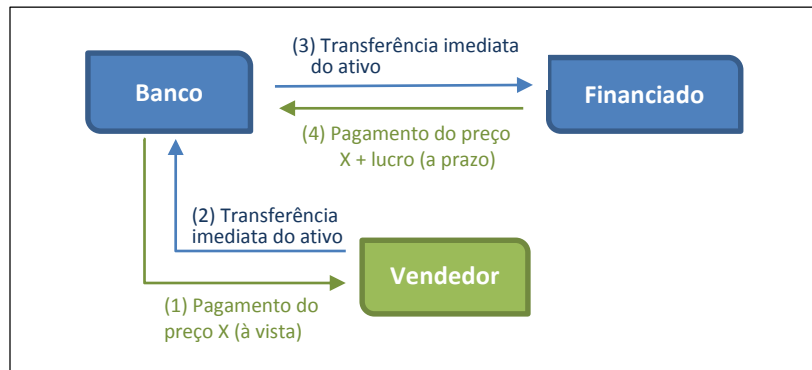 (3) Transferência imediata
do ativo
Banco
Financiado
(4) Pagamento do preço
X + lucro (a prazo)
(2) Transferência
imediata do ativo
Vendedor
(1) Pagamento do
preço X (à vista)